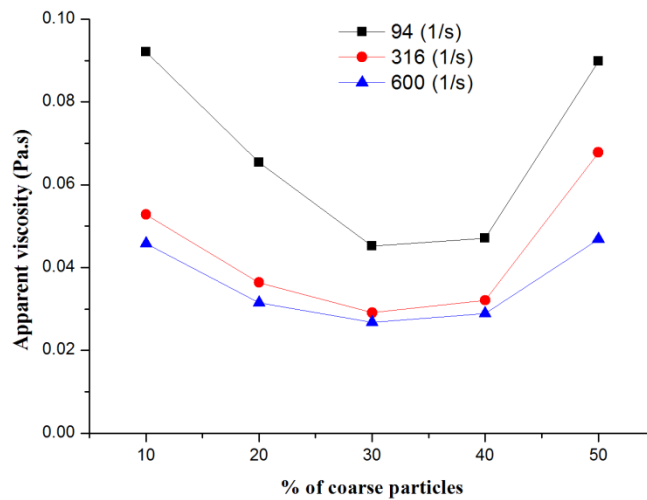 94 (1/s)
316 (1/s)
600 (1/s)
Apparent viscosity (Pa.s)
0.10
0.08
0.06
0.04
0.02
0.00
10 20 30 40 50
% of coarse particles